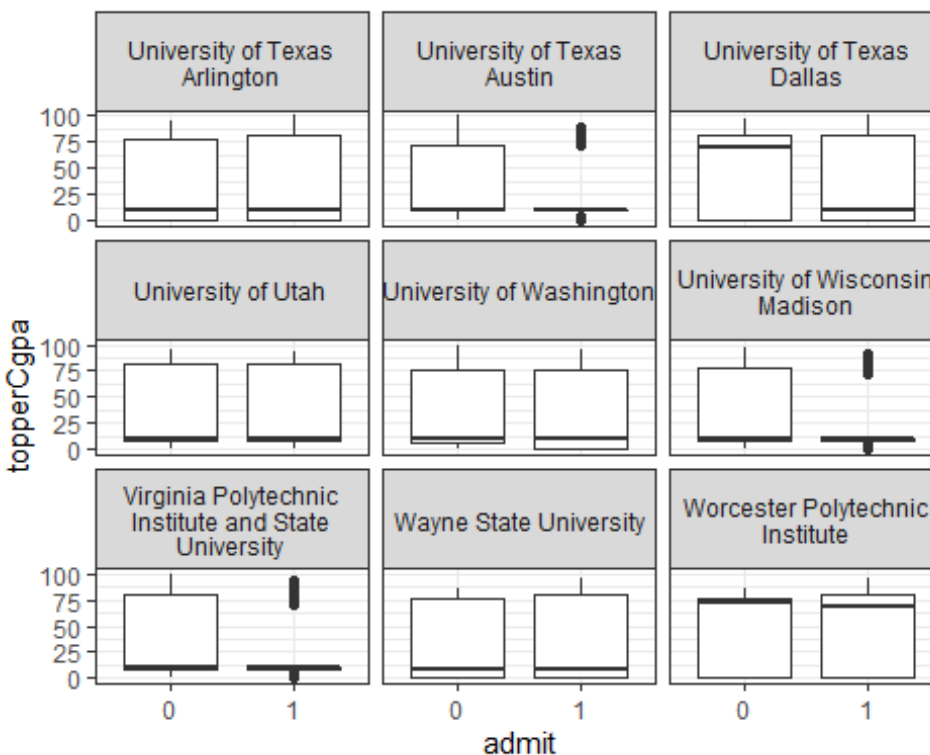 University of Texas
Arlington
University of Texas
Austin
University of Texas
Dallas
100
75
50
25
0
University of Utah
University of Washington
University of Wisconsin
Madison
100
75
50
25
0
topperCgpa
Virginia Polytechnic
Institute and State
University
Wayne State University
Worcester Polytechnic
Institute
100
75
50
25
0
0 1 0 1 0 1
admit